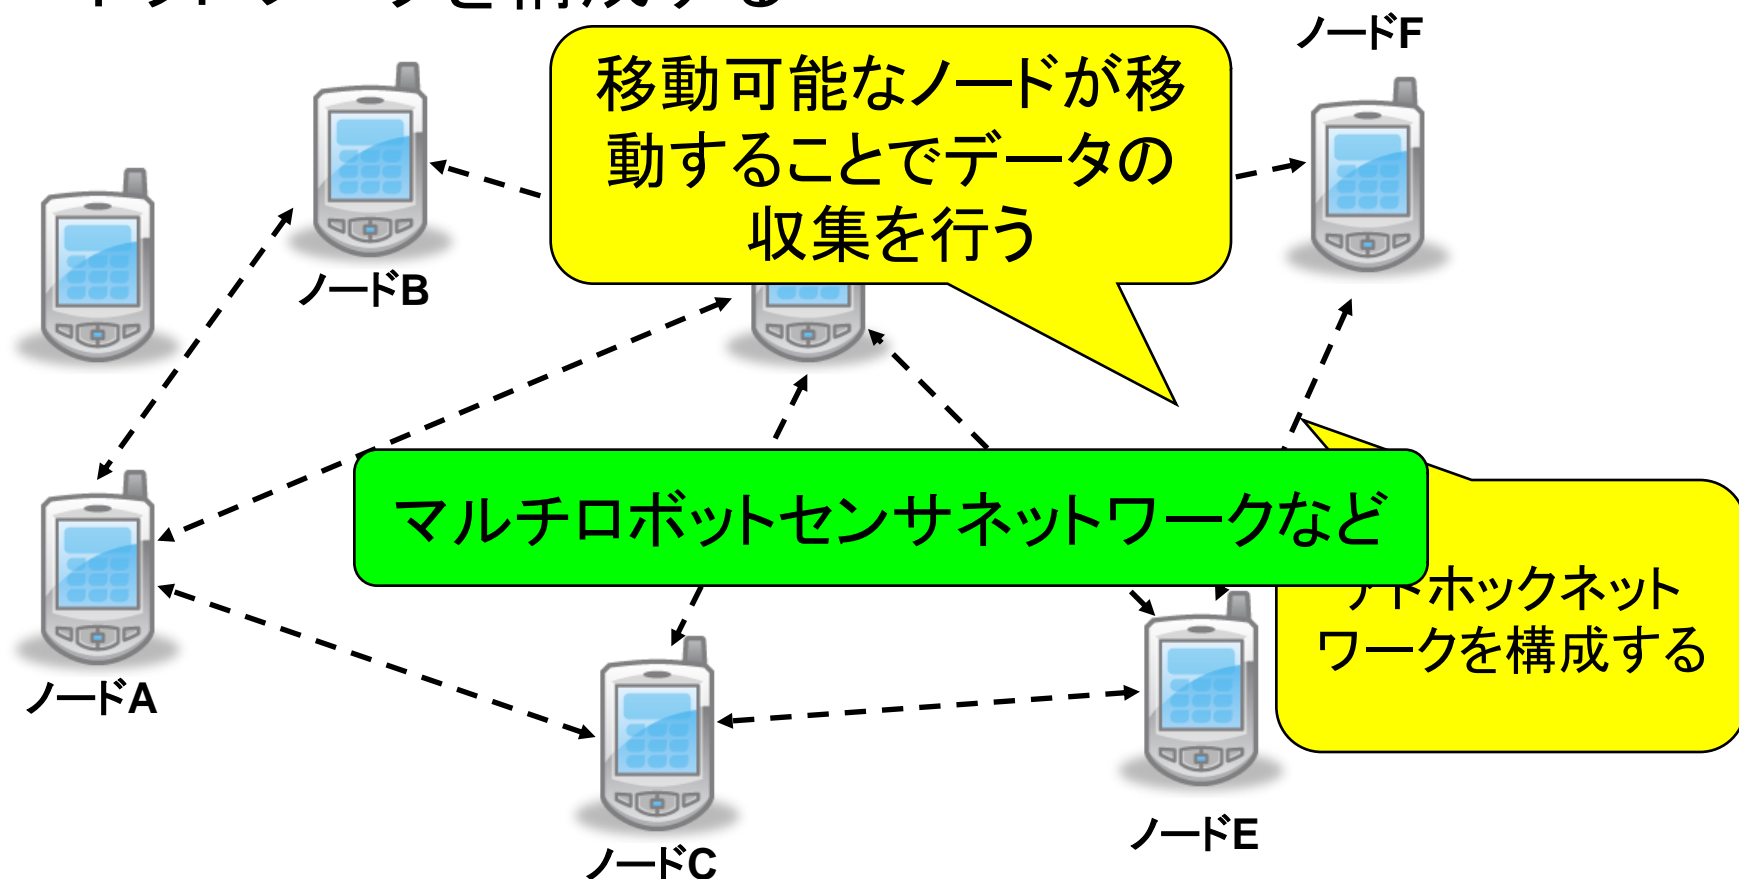 ノードF
移動可能なノードが移
動することでデータの
収集を行う
ノードB
マルチロボットセンサネットワークなど
アドホックネット
ワークを構成する
ノードA
ノードE
ノードC